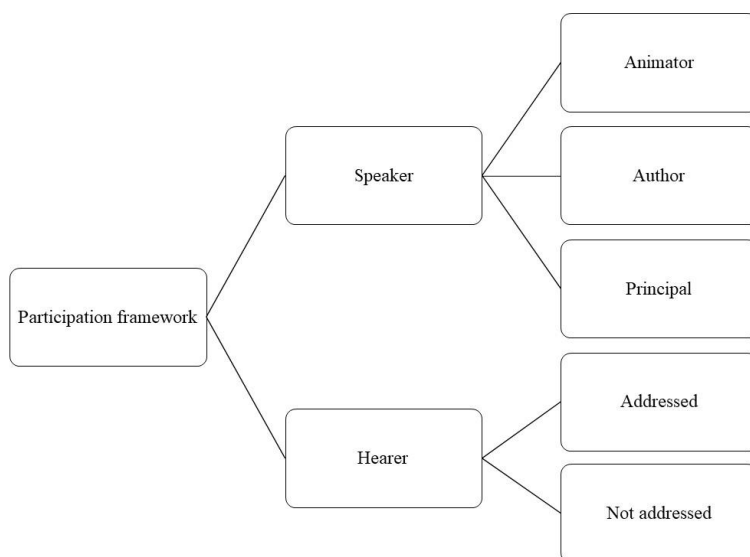 Participation framework
Speaker
Animator
Author
Principal
Hearer
Addressed
Not addressed